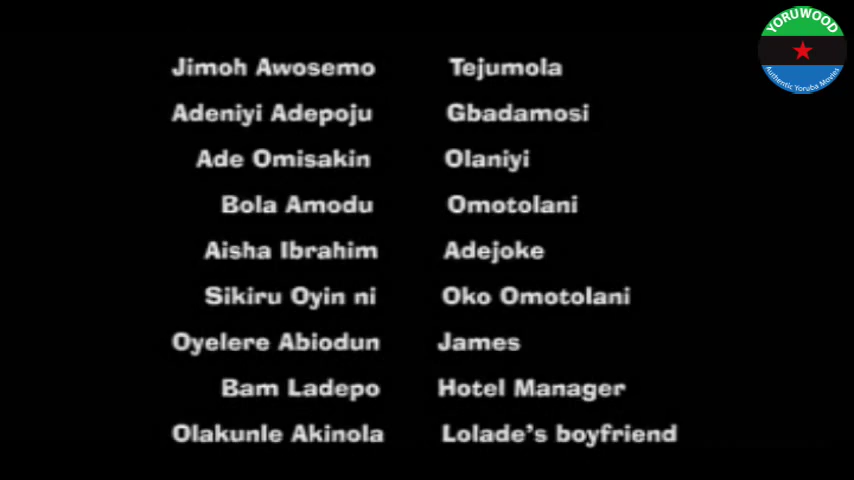 YORUWOOD
Authentic Yoruba Movies
Jimoh Awosemo Tejumola
Adeniyi Adepoju Gbadamosi
Ade Omisakin Olaniyi
Bola Amodu Omotolani
Aisha Ibrahim Adejoke
Sikiru Oyin ni Oko Omotolani
Oyelere Abiodun James
Bam Ladepo Hotel Manager
Olakunle Akinola Lolade's boyfriend